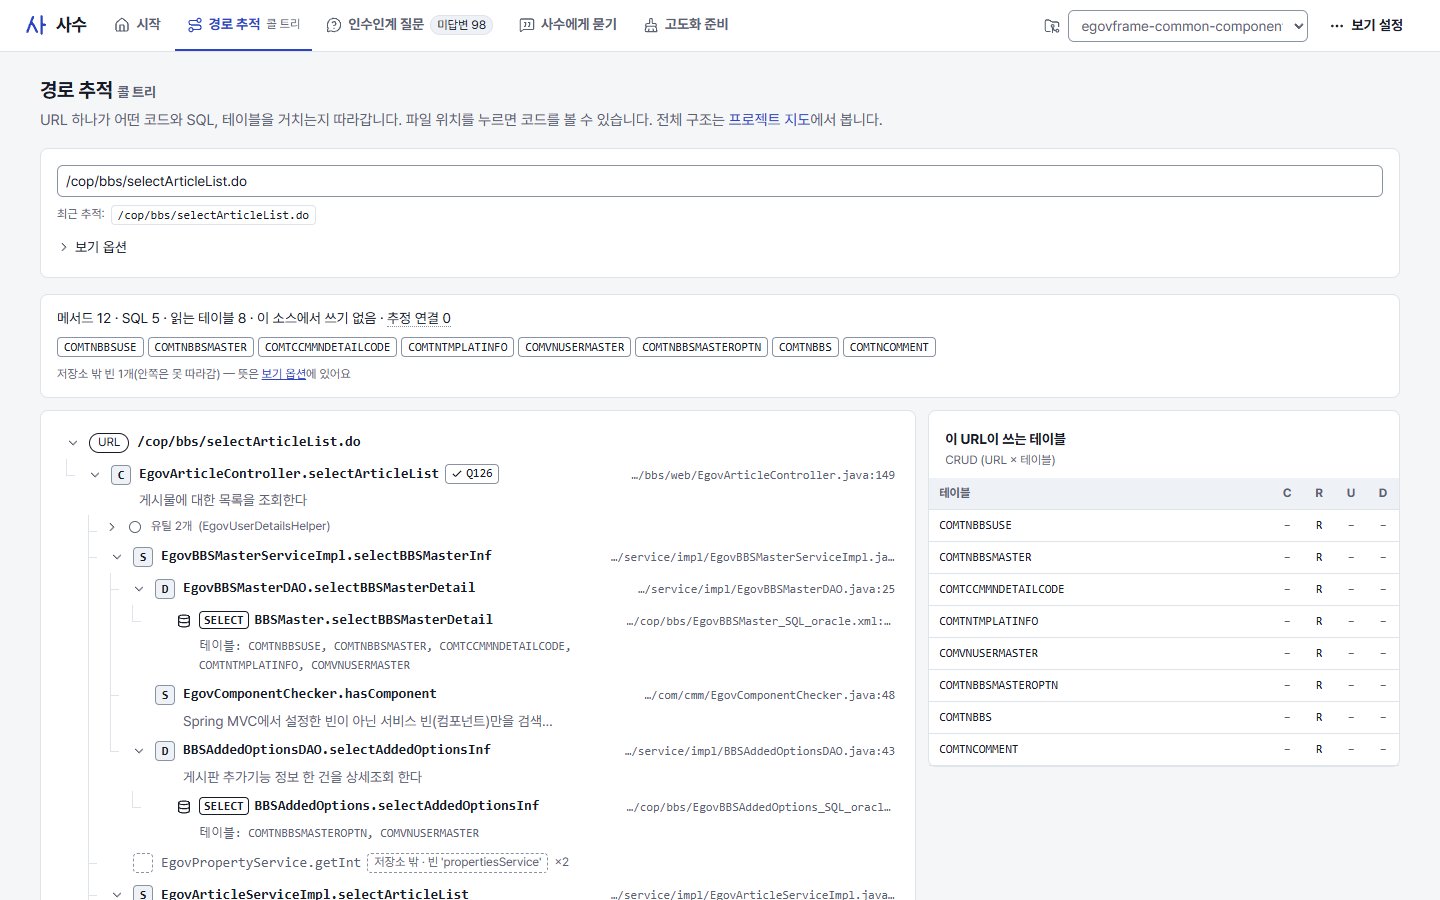 사수
시작
경로 추적 콜 트리
인수인계 질문 미답변 98
사수에게 묻기
고도화 준비
egovframe-common-componen
보기 설정
경로 추적 콜 트리
URL 하나가 어떤 코드와 SQL, 테이블을 거치는지 따라갑니다. 파일 위치를 누르면 코드를 볼 수 있습니다. 전체 구조는 프로젝트 지도에서 봅니다.
/cop/bbs/selectArticleList.do
최근 추적: /cop/bbs/selectArticleList.do
보기 옵션
메서드 12 · SQL 5 · 읽는 테이블 8 · 이 소스에서 쓰기 없음 · 추정 연결 0
COMTNBBSUSE COMTNBBSMASTER COMTCCMMNDETAILCODE COMTNTMPLATINFO COMVNUSERMASTER COMTNBBSMASTEROPTN COMTNBBS COMTNCOMMENT
저장소 밖 빈 1개(안쪽은 못 따라감) — 뜻은 보기 옵션에 있어요
URL /cop/bbs/selectArticleList.do
C EgovArticleController.selectArticleList Q126 …/bbs/web/EgovArticleController.java:149
게시물에 대한 목록을 조회한다
유틸 2개 (EgovUserDetailsHelper)
S EgovBBSMasterServiceImpl.selectBBSMasterInf …/service/impl/EgovBBSMasterServiceImpl.ja…
D EgovBBSMasterDAO.selectBBSMasterDetail …/service/impl/EgovBBSMasterDAO.java:25
SELECT BBSMaster.selectBBSMasterDetail …/cop/bbs/EgovBBSMaster_SQL_oracle.xml:…
테이블: COMTNBBSUSE, COMTNBBSMASTER, COMTCCMMNDETAILCODE,
COMTNTMPLATINFO, COMVNUSERMASTER
S EgovComponentChecker.hasComponent …/com/cmm/EgovComponentChecker.java:48
Spring MVC에서 설정한 빈이 아닌 서비스 빈(컴포넌트)만을 검색…
D BBSAddedOptionsDAO.selectAddedOptionsInf …/service/impl/BBSAddedOptionsDAO.java:43
게시판 추가기능 정보 한 건을 상세조회 한다
SELECT BBSAddedOptions.selectAddedOptionsInf …/cop/bbs/EgovBBSAddedOptions_SQL_oracl…
테이블: COMTNBBSMASTEROPTN, COMVNUSERMASTER
EgovPropertyService.getInt 저장소 밖 · 빈 'propertiesService' ×2
S EgovArticleServiceImpl.selectArticleList …/service/impl/EgovArticleServiceImpl.java…
이 URL이 쓰는 테이블
CRUD (URL × 테이블)
테이블 C R U D
COMTNBBSUSE – R – –
COMTNBBSMASTER – R – –
COMTCCMMNDETAILCODE – R – –
COMTNTMPLATINFO – R – –
COMVNUSERMASTER – R – –
COMTNBBSMASTEROPTN – R – –
COMTNBBS – R – –
COMTNCOMMENT – R – –